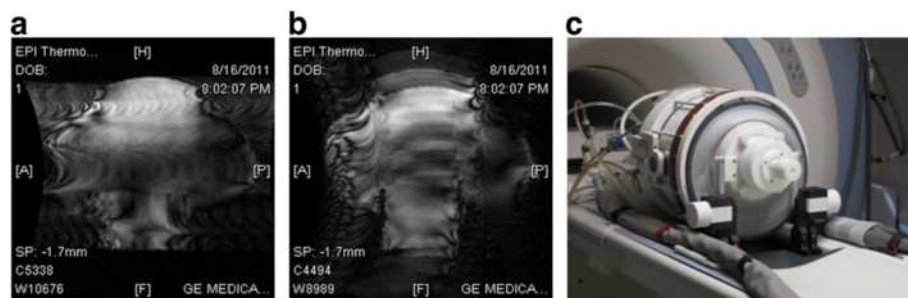 a
EPI Thermo... [H]
DOB: 8/16/2011
1 8:02:07 PM
[A] [P]
SP: -1.7mm
C5338
W10676 [F] GE MEDICA...
b
EPI Thermo... [H]
DOB: 8/16/2011
1 8:02:07 PM
[A] [P]
SP: -1.7mm
C4494
W8989 [F] GE MEDICA...
c